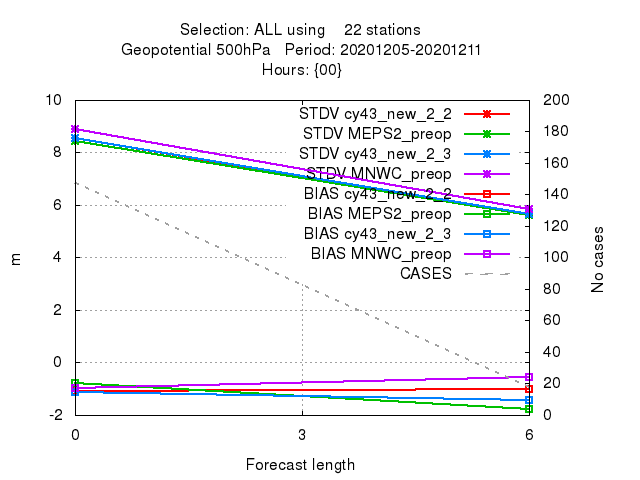 Selection: ALL using    22 stations
Geopotential 500hPa   Period: 20201205-20201211
Hours: {00}
10
8
6
4
2
0
-2
m
200
180
160
140
120
100
80
60
40
20
0
No cases
STDV cy43_new_2_2
STDV MEPS2_preop
STDV cy43_new_2_3
STDV MNWC_preop
BIAS cy43_new_2_2
BIAS MEPS2_preop
BIAS cy43_new_2_3
BIAS MNWC_preop
CASES
0
3
6
Forecast length